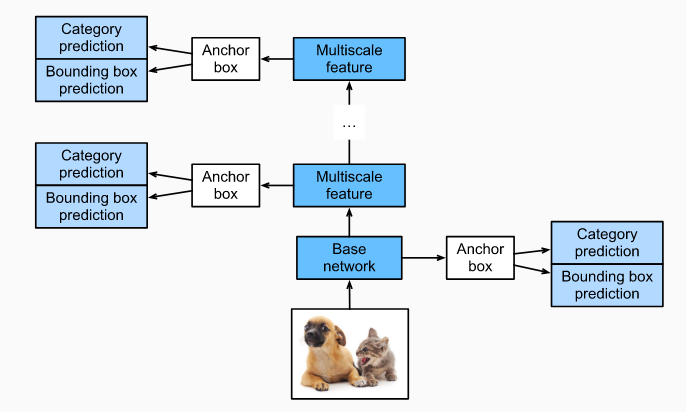 Category
prediction
Bounding box
prediction
Anchor
box
Multiscale
feature
...
Category
prediction
Bounding box
prediction
Anchor
box
Multiscale
feature
Base
network
Anchor
box
Category
prediction
Bounding box
prediction